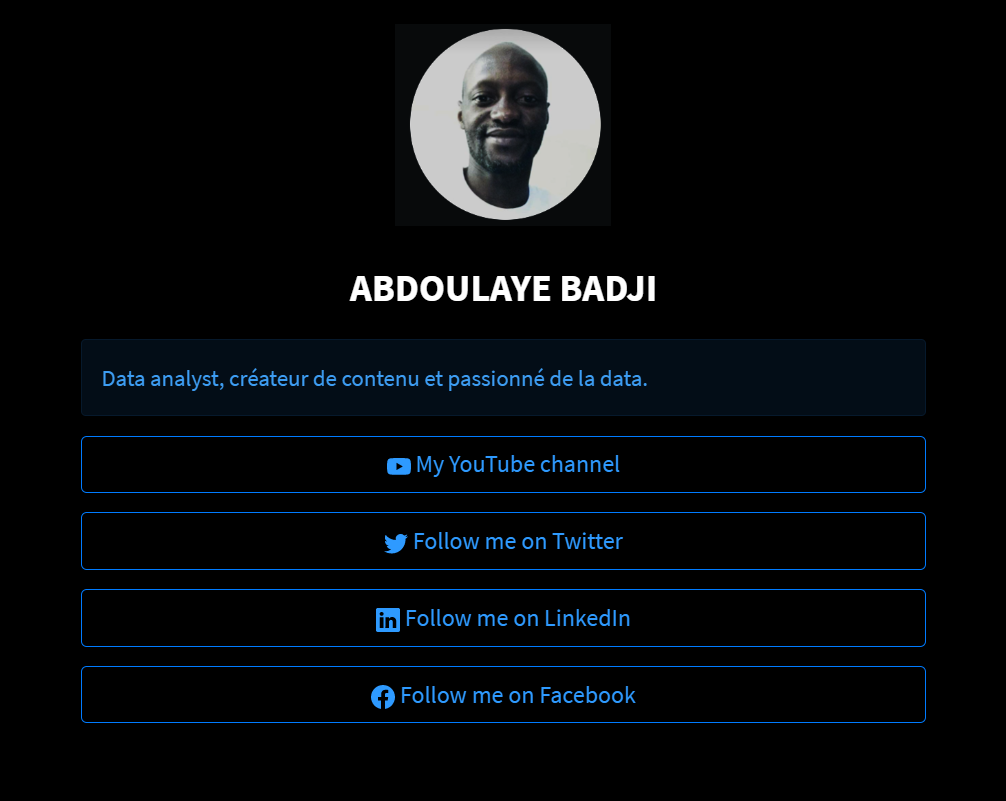 ABDOULAYE BADJI
Data analyst, créateur de contenu et passionné de la data.
My YouTube channel
Follow me on Twitter
Follow me on LinkedIn
Follow me on Facebook